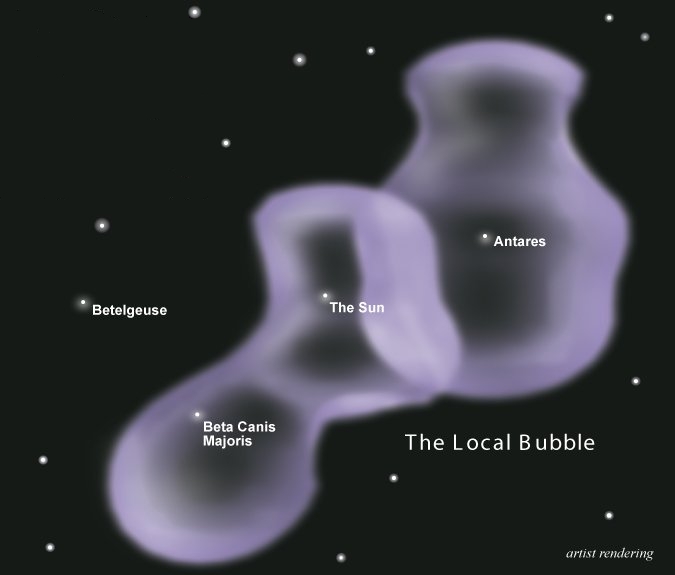 Antares
Betelgeuse
The Sun
Beta Canis
Majoris
The Local Bubble
artist rendering